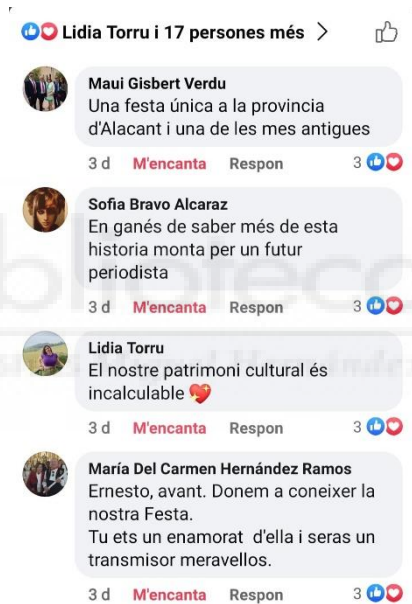 Lidia Torru i 17 persones més
Maui Gisbert Verdu
Una festa única a la provincia
d'Alacant i una de les mes antigues
3 d M'encanta Respon 3
Sofia Bravo Alcaraz
En ganés de saber més de esta
historia monta per un futur
periodista
3 d M'encanta Respon 3
Lidia Torru
El nostre patrimoni cultural és
incalculable
3 d M'encanta Respon 3
María Del Carmen Hernández Ramos
Ernesto, avant. Donem a coneixer la
nostra Festa.
Tu ets un enamorat d'ella i seras un
transmisor meravellos.
3 d M'encanta Respon 3